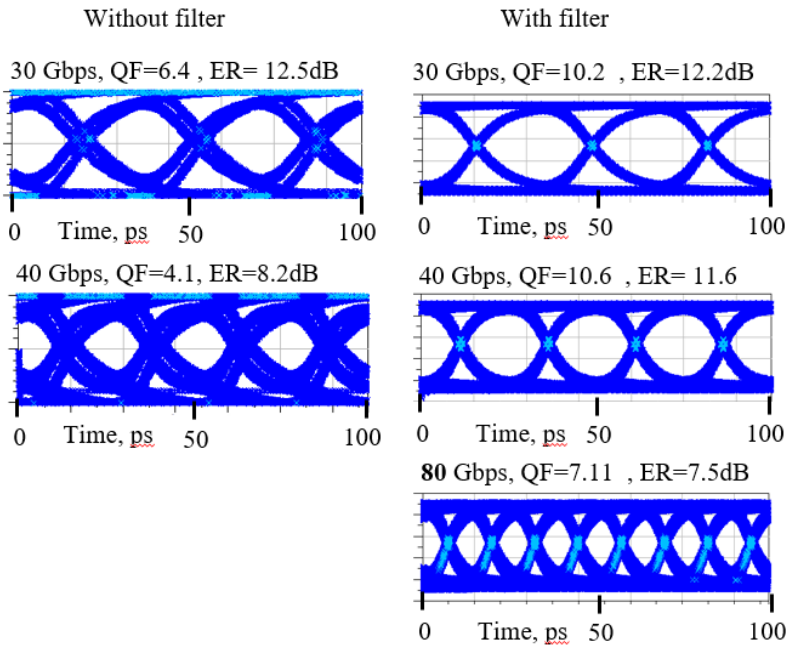 Without filter
With filter
30 Gbps, QF=6.4 , ER= 12.5dB
30 Gbps, QF=10.2 , ER=12.2dB
0 Time, ps 50 100
0 Time, ps 50 100
40 Gbps, QF=4.1, ER=8.2dB
40 Gbps, QF=10.6 , ER= 11.6
0 Time, ps 50 100
0 Time, ps 50 100
80 Gbps, QF=7.11 , ER=7.5dB
0 Time, ps 50 100